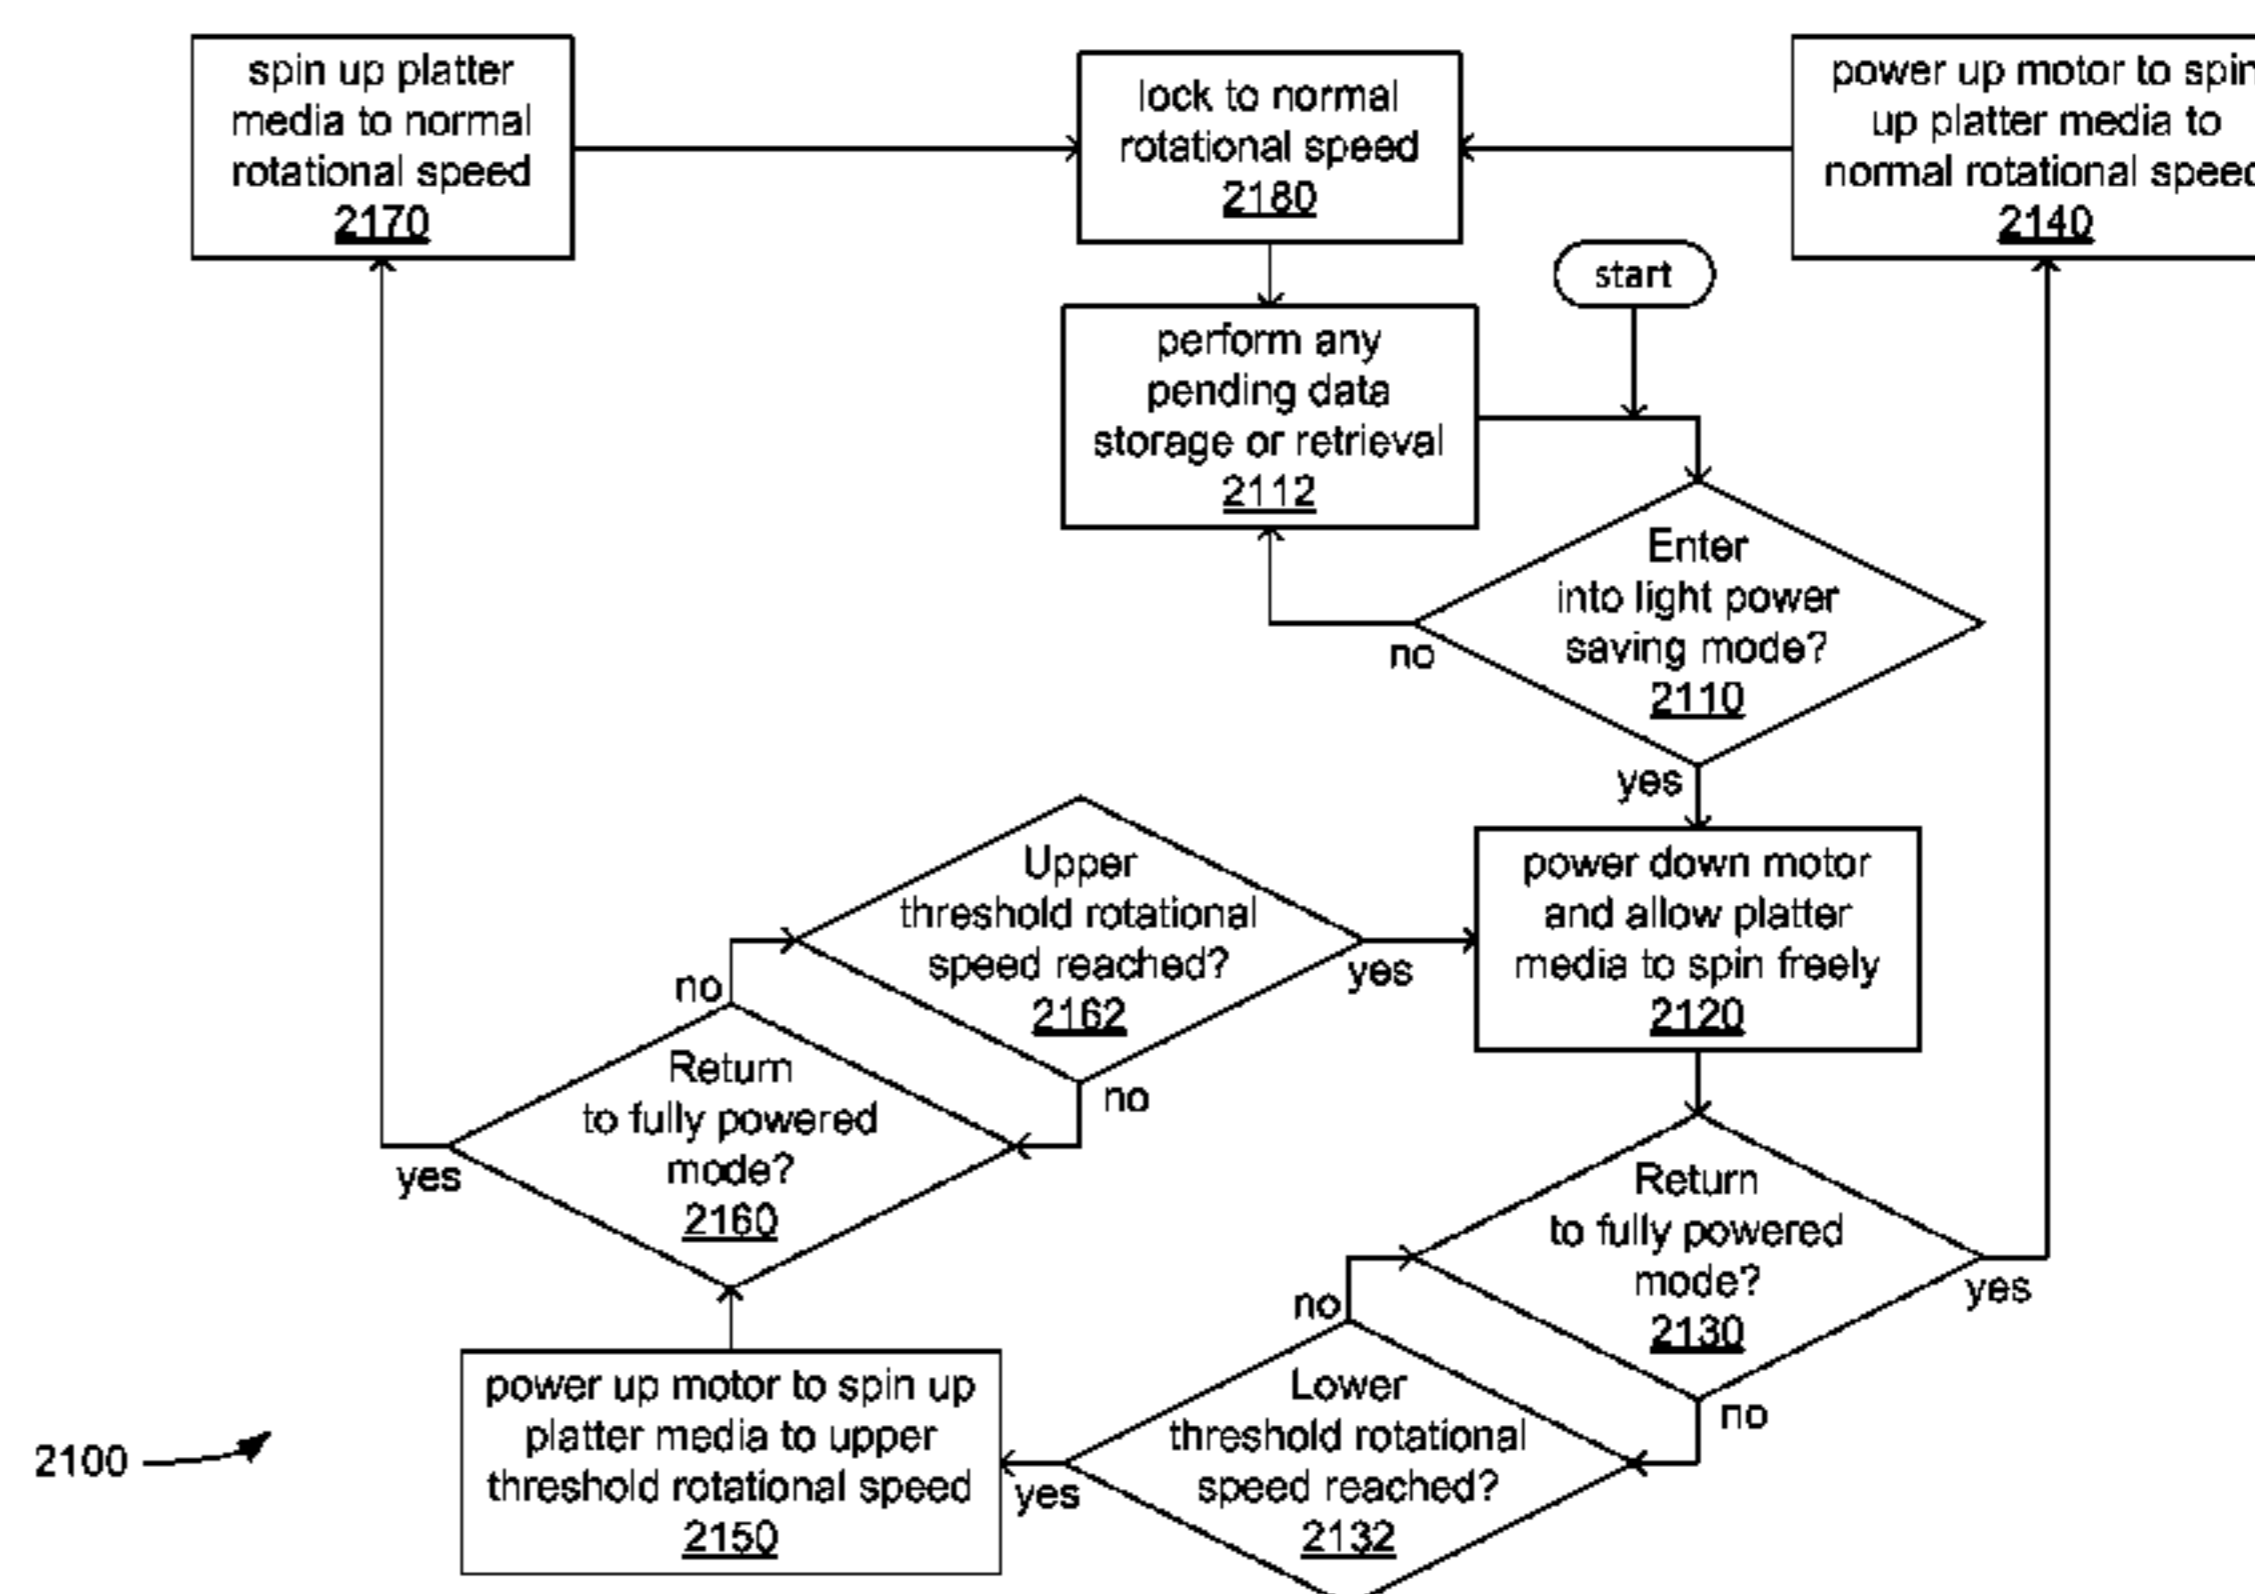 spin up platter
media to normal
rotational speed
2170
lock to normal
rotational speed
2180
power up motor to spin
up platter media to
normal rotational speed
2140
start
perform any
pending data
storage or retrieval
2112
Enter
into light power
saving mode?
2110
no
yes
Upper
threshold rotational
speed reached?
2162
yes
no
power down motor
and allow platter
media to spin freely
2120
no
Return
to fully powered
mode?
2160
yes
Return
to fully powered
mode?
2130
yes
no
no
Lower
threshold rotational
speed reached?
2132
yes
power up motor to spin up
platter media to upper
threshold rotational speed
2150
2100